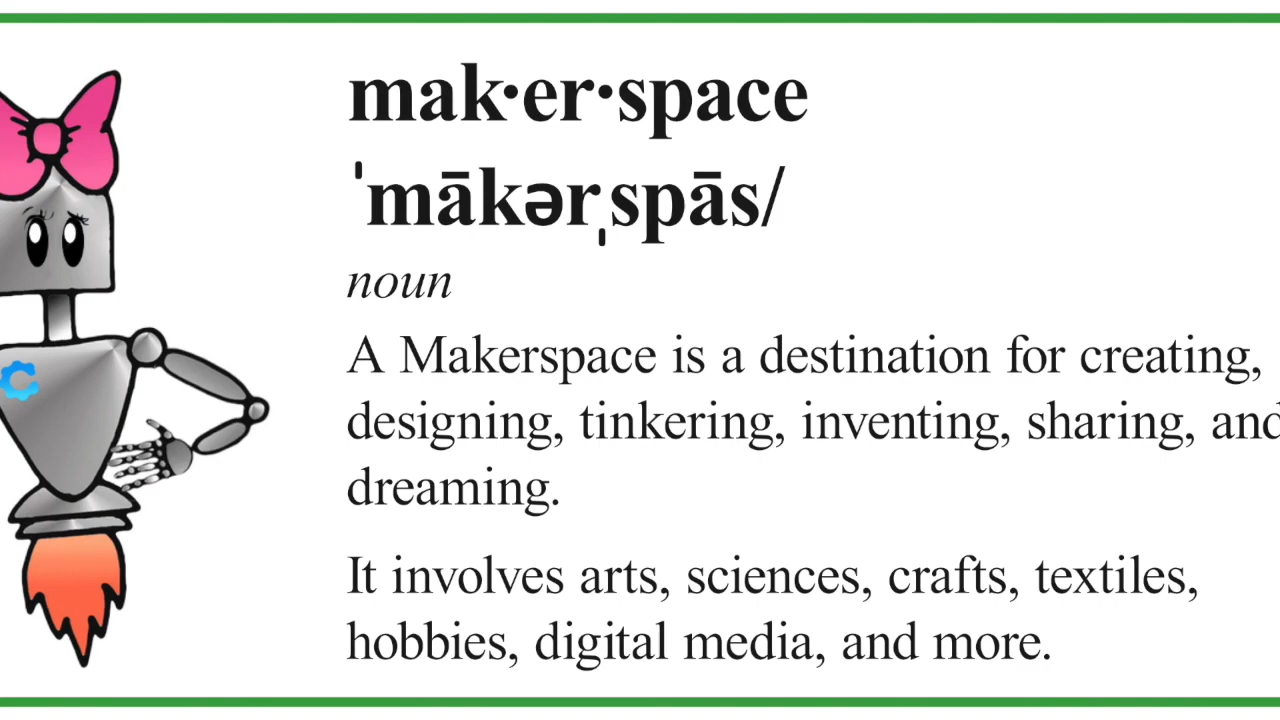 mak·er·space
ˈmākərˌspās/
noun
A Makerspace is a destination for creating,
designing, tinkering, inventing, sharing, and
dreaming.
It involves arts, sciences, crafts, textiles,
hobbies, digital media, and more.